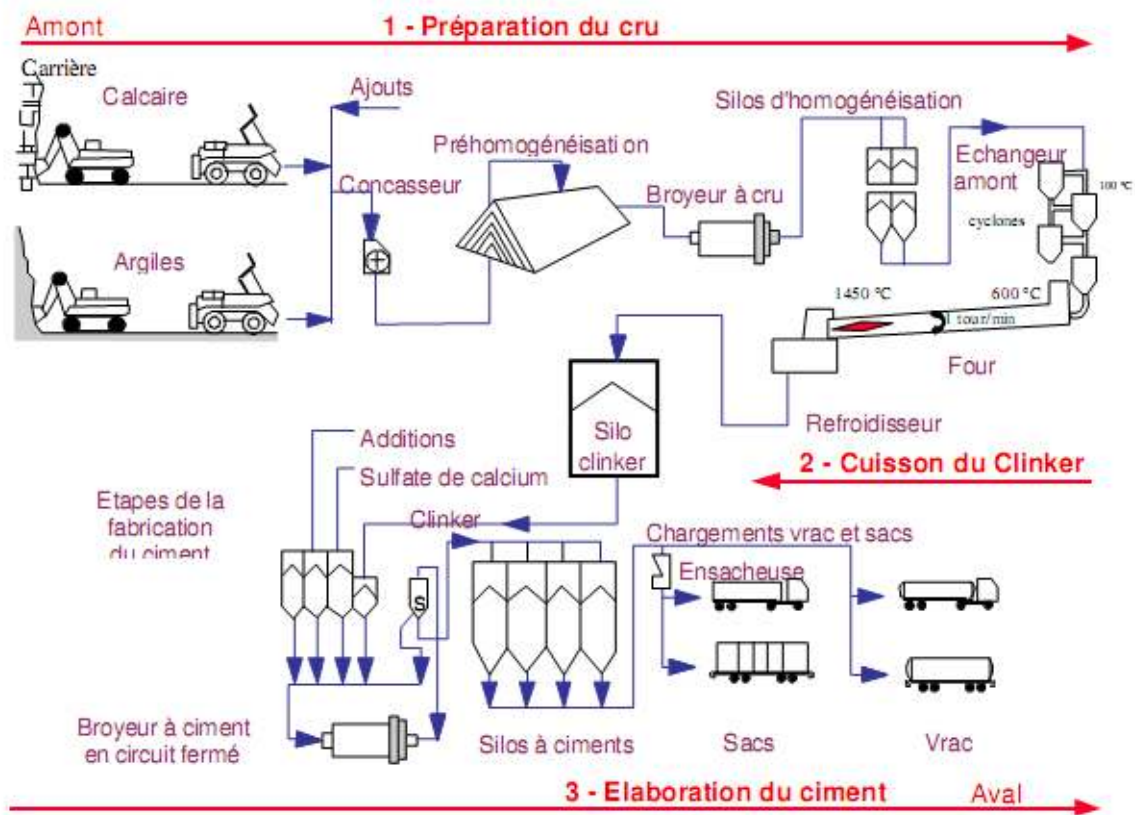 Amont
1 - Préparation du cru
Carrière
Calcaire
Ajouts
Silos d'homogénéisation
Préhomogénéisation
Concasseur
Broyeur à cru
Echangeur
amont
100 °C
cyclones
Argiles
1450 °C
600 °C
1 tour/min
Four
Refroidisseur
Silo
clinker
2 - Cuisson du Clinker
Additions
Sulfate de calcium
Clinker
Etapes de la
fabrication
du ciment
Chargements vrac et sacs
Ensacheuse
S
Broyeur à ciment
en circuit fermé
Silos à ciments
Sacs
Vrac
3 - Elaboration du ciment
Aval